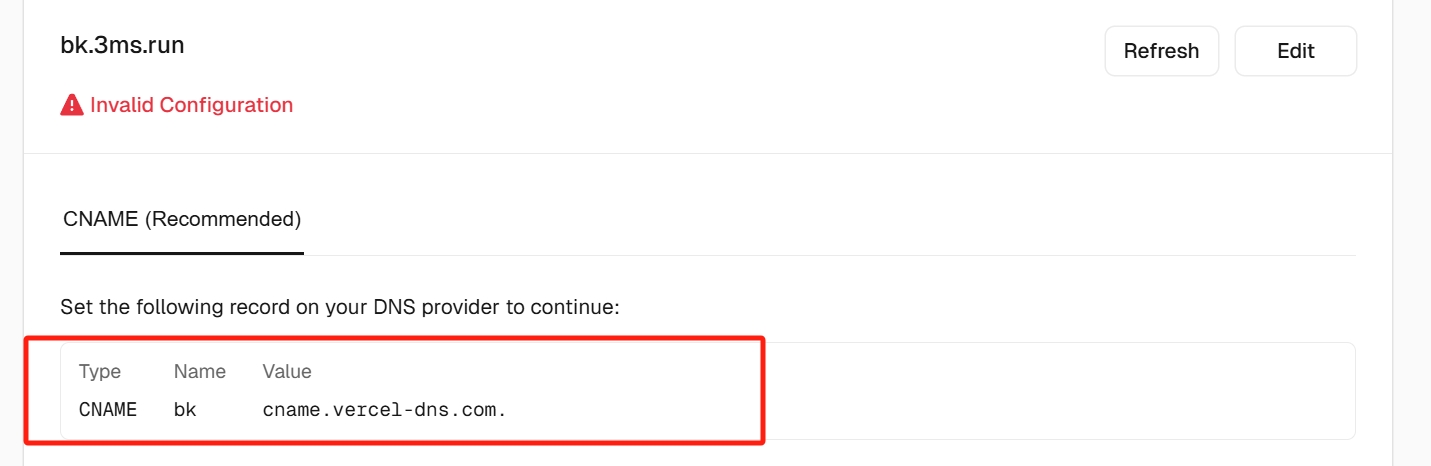 bk.3ms.run
Refresh
Edit
Invalid Configuration
CNAME (Recommended)
Set the following record on your DNS provider to continue:
Type Name Value
CNAME bk cname.vercel-dns.com.